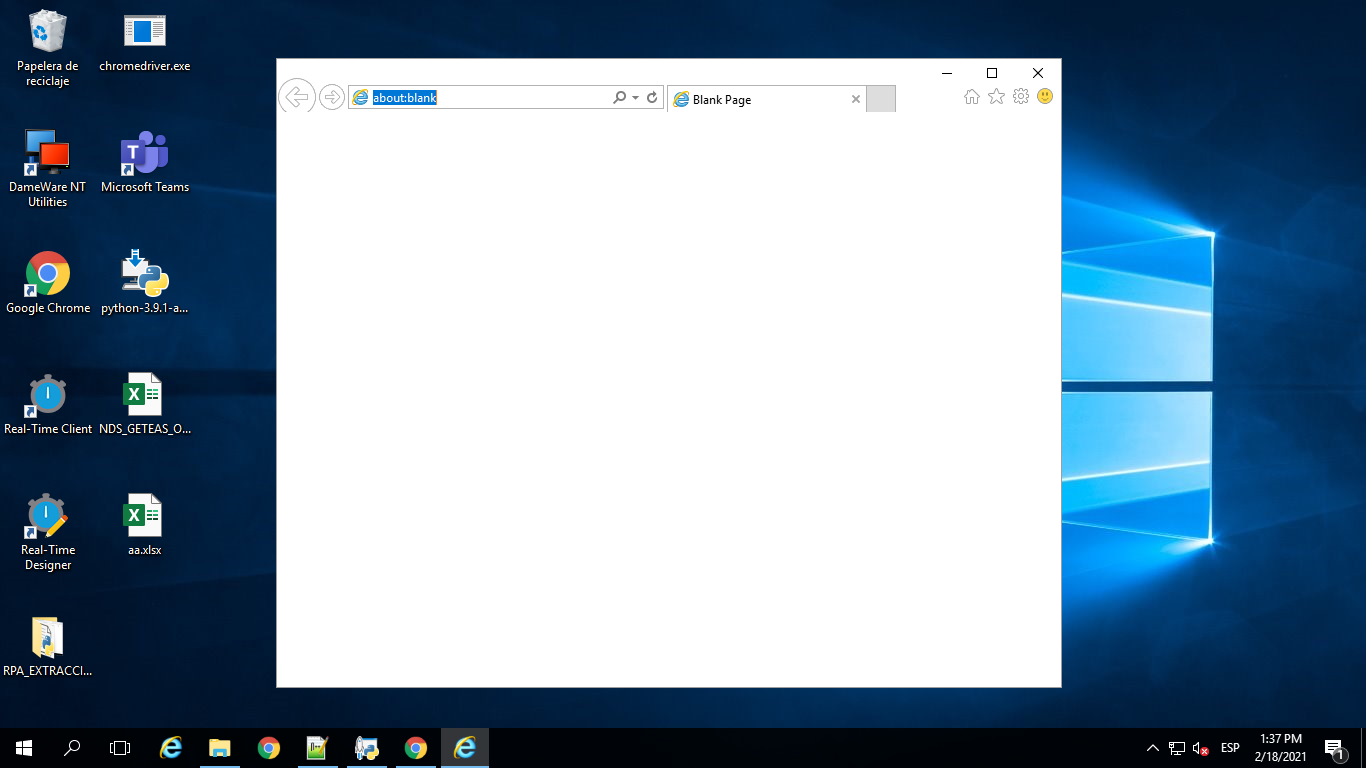 Papelera de
reciclaje
chromedriver.exe
DameWare NT
Utilities
Microsoft Teams
Google Chrome
python-3.9.1-a...
Real-Time Client
NDS_GETEAS_O...
Real-Time
Designer
aa.xlsx
RPA_EXTRACCI...
about:blank
Blank Page
ESP
1:37 PM
2/18/2021
1